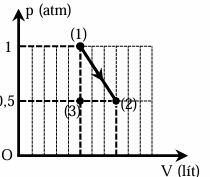 p (atm)
(1)
1
0,5
(3)
(2)
O
V (lít)